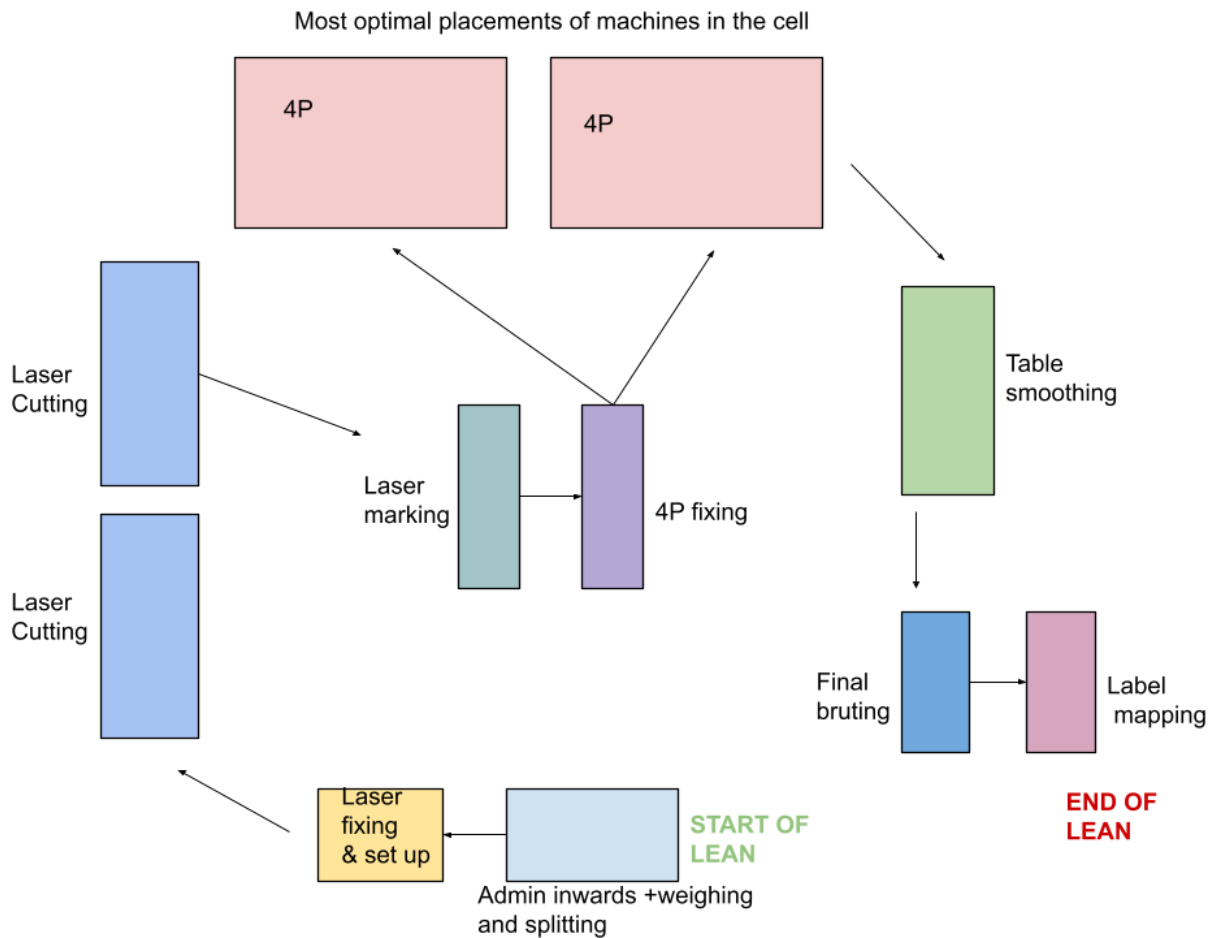 Most optimal placements of machines in the cell
4P
4P
Laser
Cutting
Table
smoothing
Laser
marking
4P fixing
Laser
Cutting
Final
bruting
Label
mapping
Laser
fixing
& set up
START OF
LEAN
END OF
LEAN
Admin inwards +weighing
and splitting